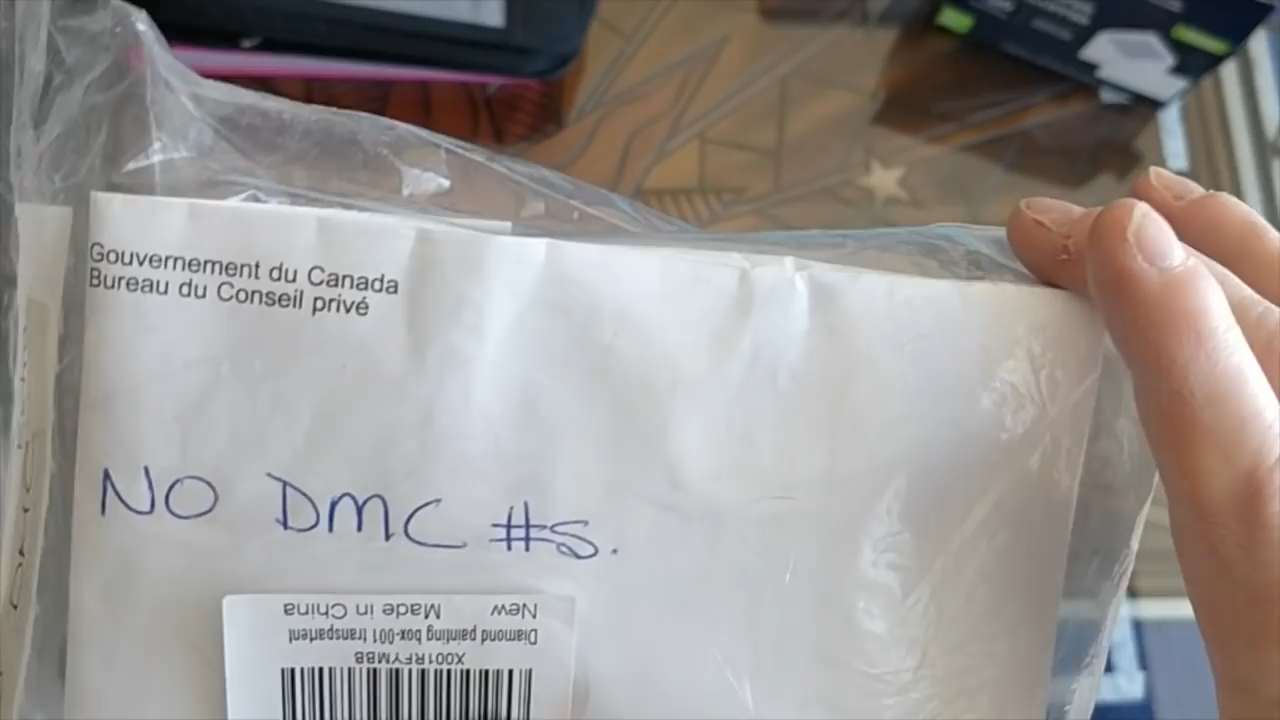 Gouvernement du Canada
Bureau du Conseil privé
NO DMC #s.
New Made in China
Diamond painting box-001 transparent
X001RFYMBB